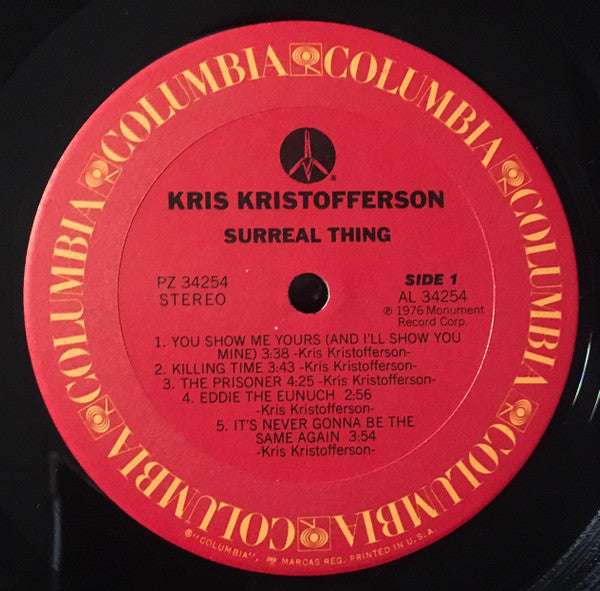 COLUMBIA COLUMBIA COLUMBIA COLUMBIA COLUMBIA COLUMBIA COLUMBIA
®
KRIS KRISTOFFERSON
SURREAL THING
PZ 34254
STEREO
SIDE 1
AL 34254
℗ 1976 Monument
Record Corp.
1. YOU SHOW ME YOURS (AND I'LL SHOW YOU
MINE) 3:38 -Kris Kristofferson-
2. KILLING TIME 3:43 -Kris Kristofferson-
3. THE PRISONER 4:25 -Kris Kristofferson-
4. EDDIE THE EUNUCH 2:56
-Kris Kristofferson-
5. IT'S NEVER GONNA BE THE
SAME AGAIN 3:54
-Kris Kristofferson-
®"COLUMBIA", MARCAS REG. PRINTED IN U.S.A.